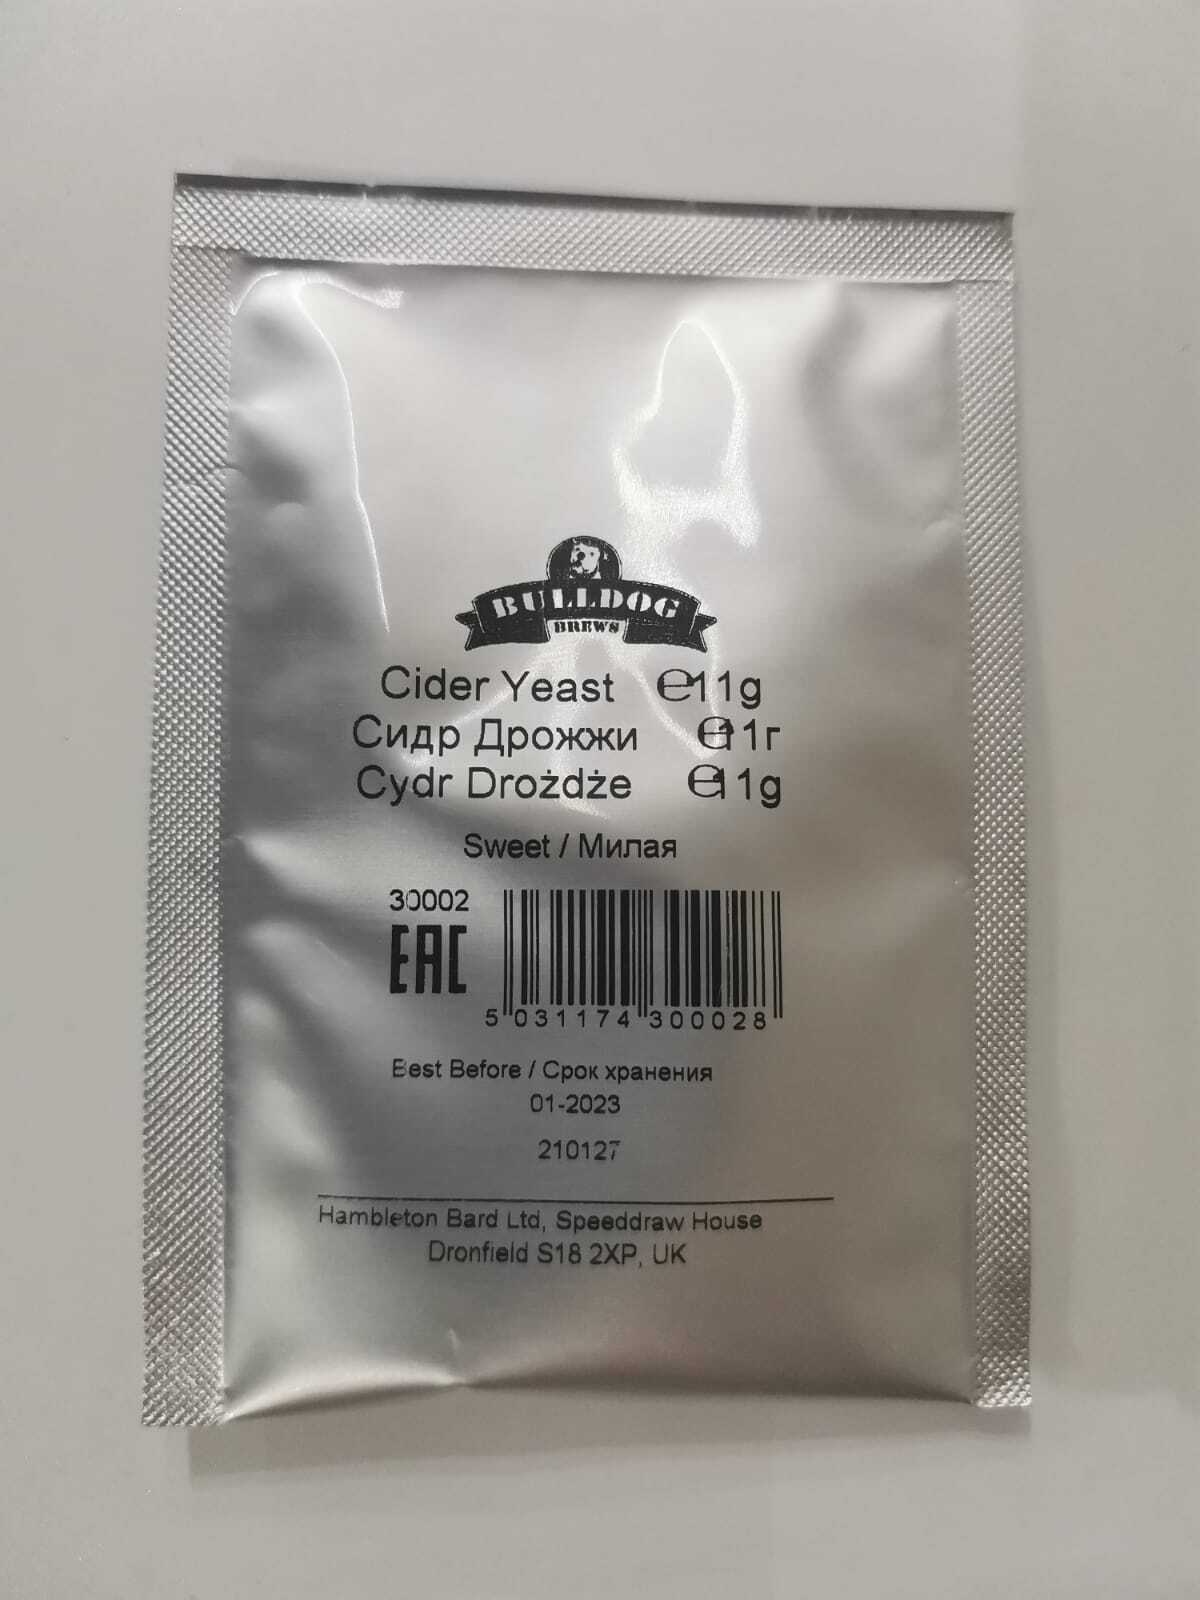 BULLDOG
BREWS
Cider Yeast ℮11g
Сидр Дрожжи ℮11г
Cydr Drożdże ℮11g
Sweet / Милая
30002
EAC
5 031174 300028
Best Before / Срок хранения
01-2023
210127
Hambleton Bard Ltd, Speeddraw House
Dronfield S18 2XP, UK